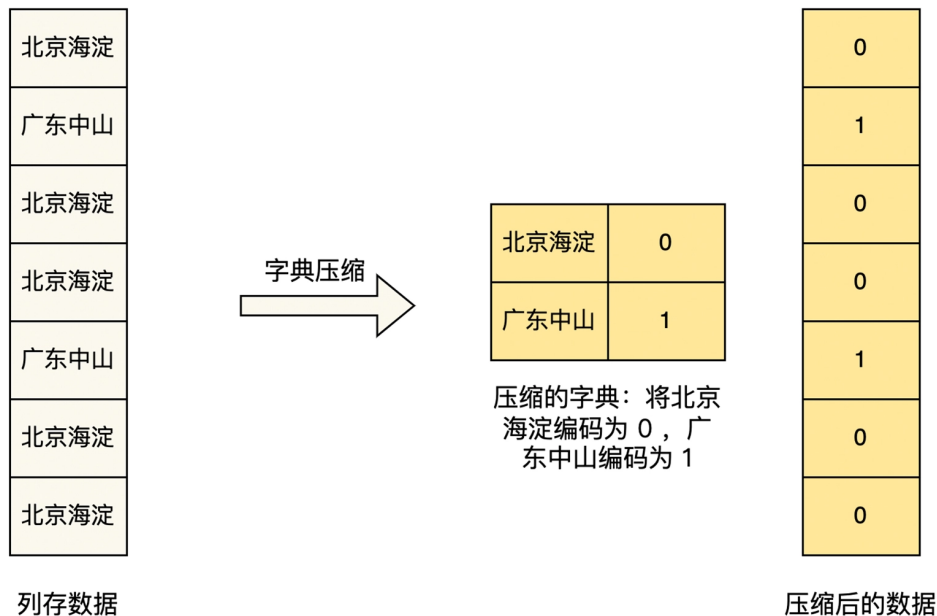 北京海淀
广东中山
北京海淀
北京海淀
广东中山
北京海淀
北京海淀
列存数据
字典压缩
北京海淀 0
广东中山 1
压缩的字典：将北京
海淀编码为 0 ，广
东中山编码为 1
0
1
0
0
1
0
0
压缩后的数据